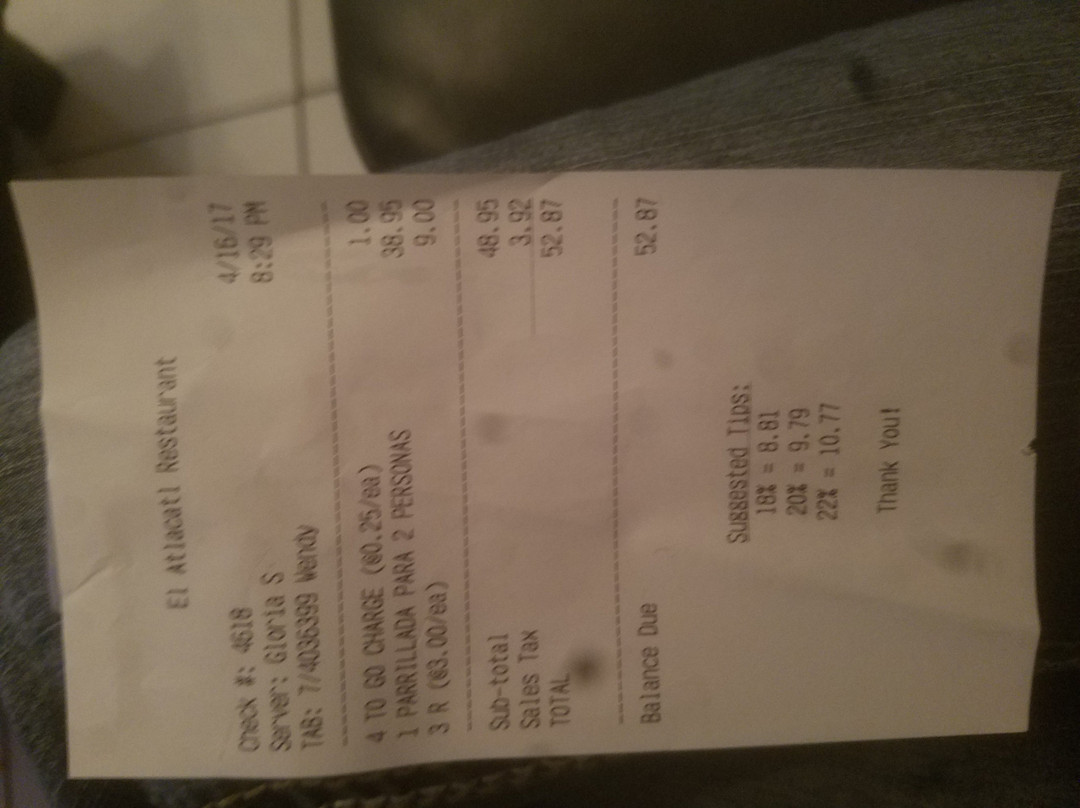 El Atlacatl Restaurant
Check #: 4618 4/16/17
Server: Gloria S 8:29 PM
TAB: 7/4036399 Wendy
4 TO GO CHARGE (@0.25/ea) 1.00
1 PARRILLADA PARA 2 PERSONAS 38.95
3 R (@3.00/ea) 9.00
Sub-total 48.95
Sales Tax 3.92
TOTAL 52.87
Balance Due 52.87
Suggested Tips:
18% = 8.81
20% = 9.79
22% = 10.77
Thank You!